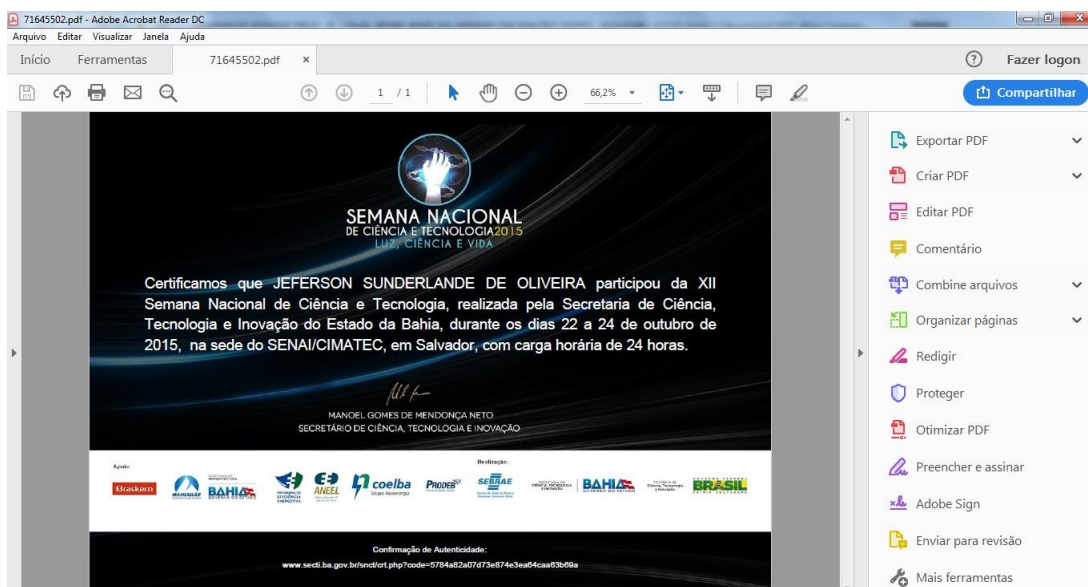 71645502.pdf - Adobe Acrobat Reader DC
Arquivo Editar Visualizar Janela Ajuda
Início Ferramentas 71645502.pdf × Fazer logon
1 / 1 66,2% Compartilhar
SEMANA NACIONAL
DE CIÊNCIA E TECNOLOGIA2015
LUZ, CIÊNCIA E VIDA
Certificamos que JEFERSON SUNDERLANDE DE OLIVEIRA participou da XII
Semana Nacional de Ciência e Tecnologia, realizada pela Secretaria de Ciência,
Tecnologia e Inovação do Estado da Bahia, durante os dias 22 a 24 de outubro de
2015, na sede do SENAI/CIMATEC, em Salvador, com carga horária de 24 horas.
MANOEL GOMES DE MENDONÇA NETO
SECRETÁRIO DE CIÊNCIA, TECNOLOGIA E INOVAÇÃO
Apoio:
Realização:
Braskem
BAHIAGÁS
BAHIA
ANEEL
coelba
Grupo Neoenergia
PRODEB
SEBRAE
BAHIA
GOVERNO DO ESTADO
BRASIL
Confirmação de Autenticidade:
www.secti.ba.gov.br/snct/crt.php?code=5784a82a07d73e874e3ea64caa63b69a
Exportar PDF
Criar PDF
Editar PDF
Comentário
Combine arquivos
Organizar páginas
Redigir
Proteger
Otimizar PDF
Preencher e assinar
Adobe Sign
Enviar para revisão
Mais ferramentas